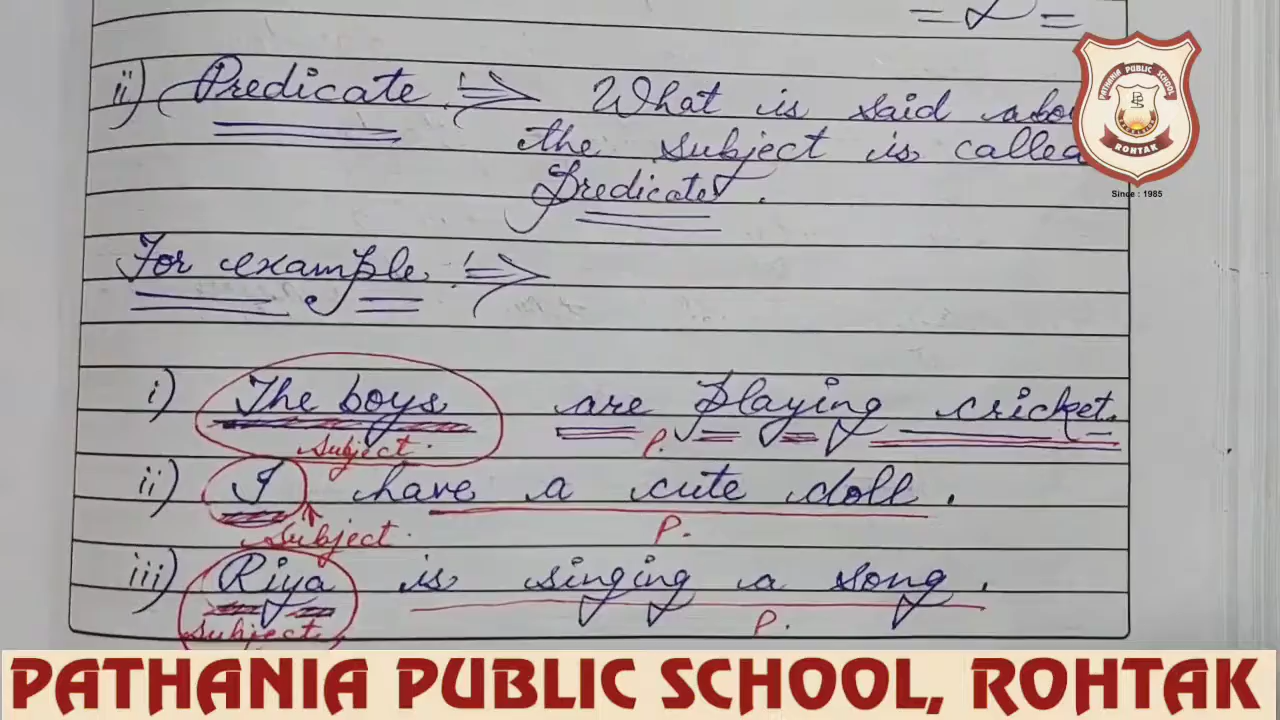 = 2 =
ii) Predicate :⇒ What is said abou
the subject is called
Predicate.
For example :⇒
i) The boys are playing cricket.
Subject. P.
ii) I have a cute doll.
Subject. P.
iii) Riya is singing a song.
Subject. P.
PATHANIA PUBLIC SCHOOL
ROHTAK
Since : 1985
PATHANIA PUBLIC SCHOOL, ROHTAK